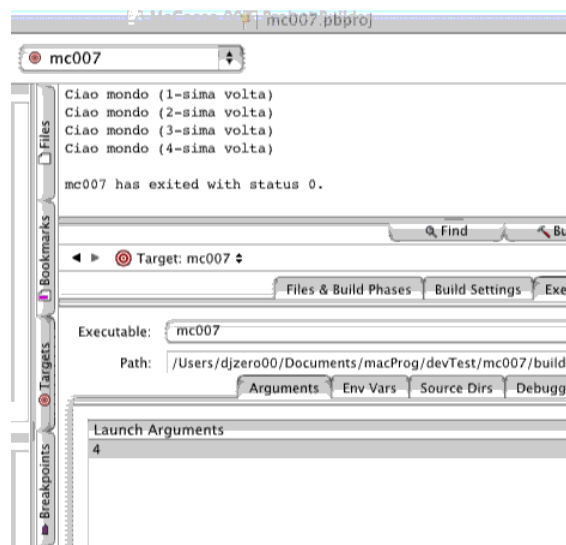 mc007.pbproj
mc007
Ciao mondo (1-sima volta)
Ciao mondo (2-sima volta)
Ciao mondo (3-sima volta)
Ciao mondo (4-sima volta)
mc007 has exited with status 0.
Files
Bookmarks
Targets
Breakpoints
Find
Bu
Target: mc007
Files & Build Phases
Build Settings
Exe
Executable:
mc007
Path:
/Users/djzero00/Documents/macProg/devTest/mc007/build
Arguments
Env Vars
Source Dirs
Debugg
Launch Arguments
4